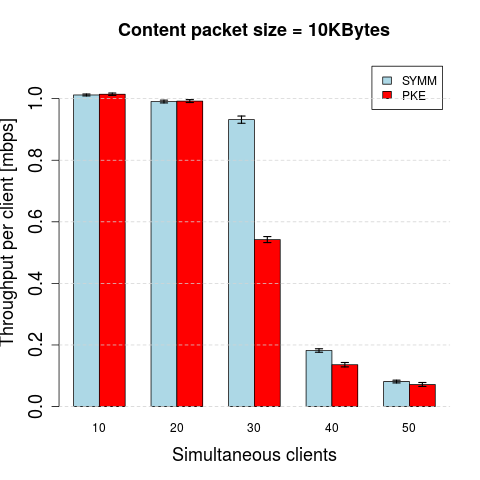 Content packet size = 10KBytes
SYMM
PKE
Throughput per client [mbps]
1.0
0.8
0.6
0.4
0.2
0.0
10 20 30 40 50
Simultaneous clients